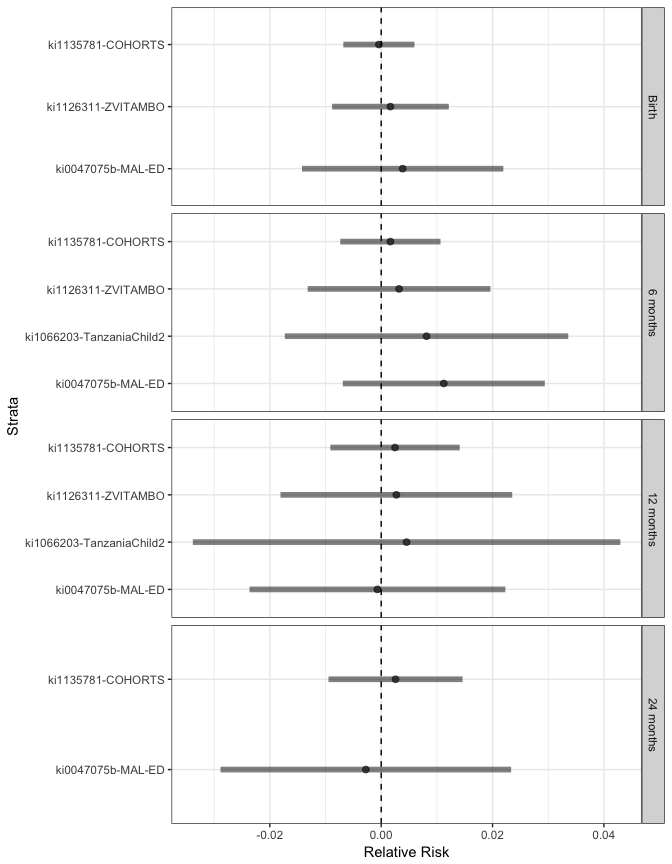 ki1135781-COHORTS
ki1126311-ZVITAMBO
ki0047075b-MAL-ED
Birth
ki1135781-COHORTS
ki1126311-ZVITAMBO
ki1066203-TanzaniaChild2
ki0047075b-MAL-ED
6 months
ki1135781-COHORTS
ki1126311-ZVITAMBO
ki1066203-TanzaniaChild2
ki0047075b-MAL-ED
12 months
ki1135781-COHORTS
ki0047075b-MAL-ED
24 months
Strata
-0.02 0.00 0.02 0.04
Relative Risk